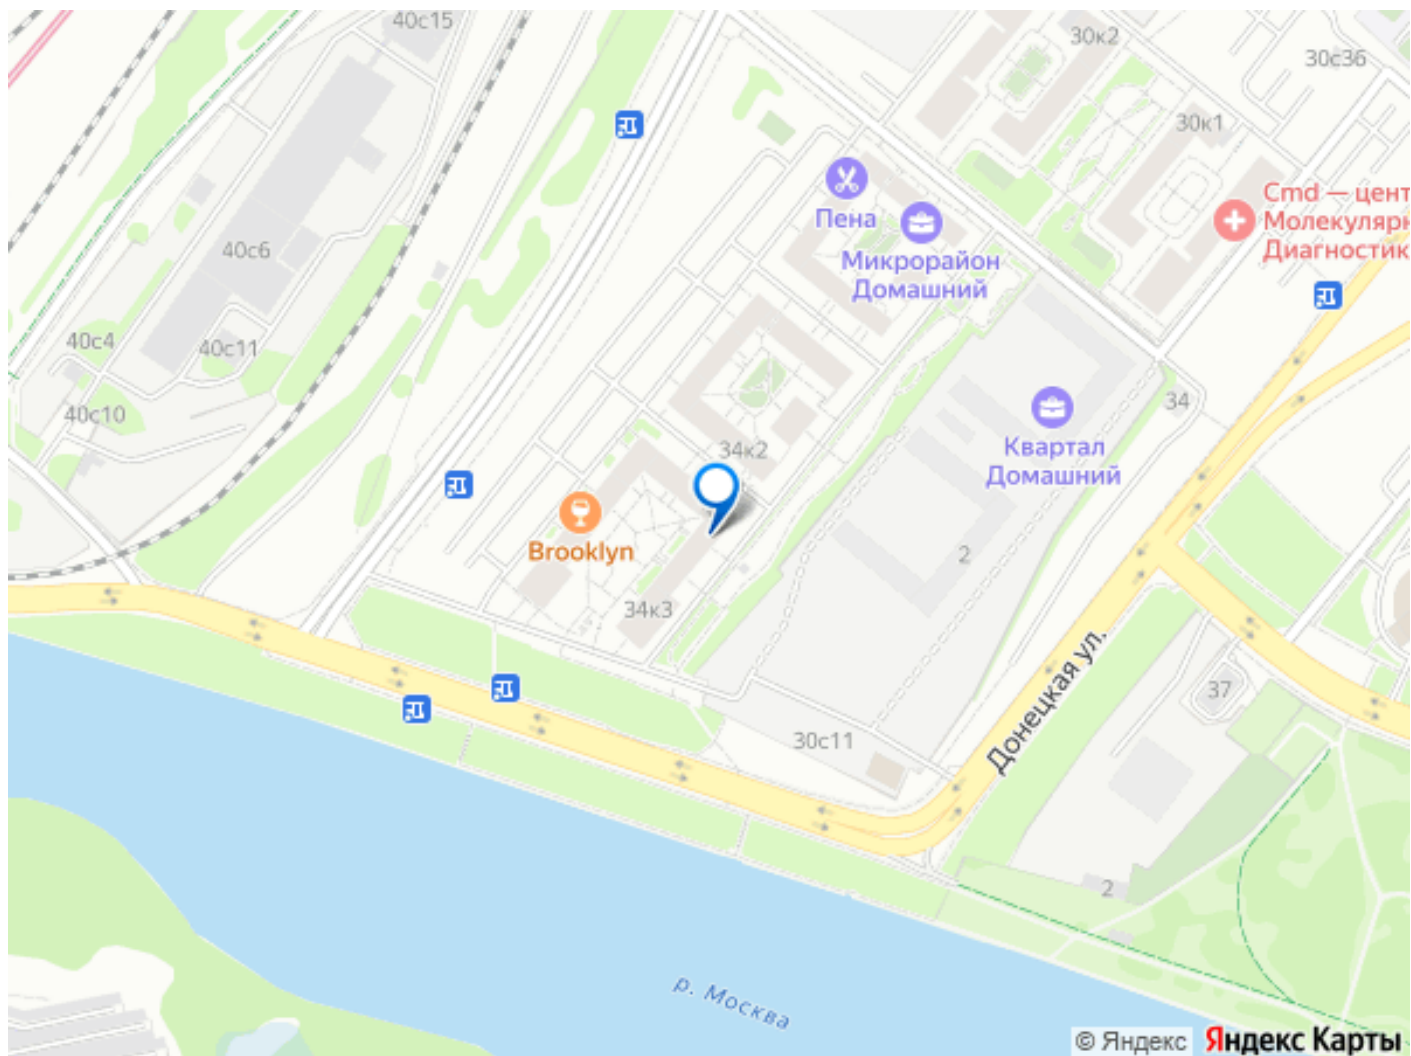 40с15
30к2
30с36
30к1
Cmd — цент
Молекулярн
Диагностик
Пена
Микрорайон
Домашний
40с6
40с4
40с11
40с10
34
Квартал
Домашний
34к2
Brooklyn
2
34к3
Донецкая ул.
37
30с11
2
р. Москва
© Яндекс Яндекс Карты